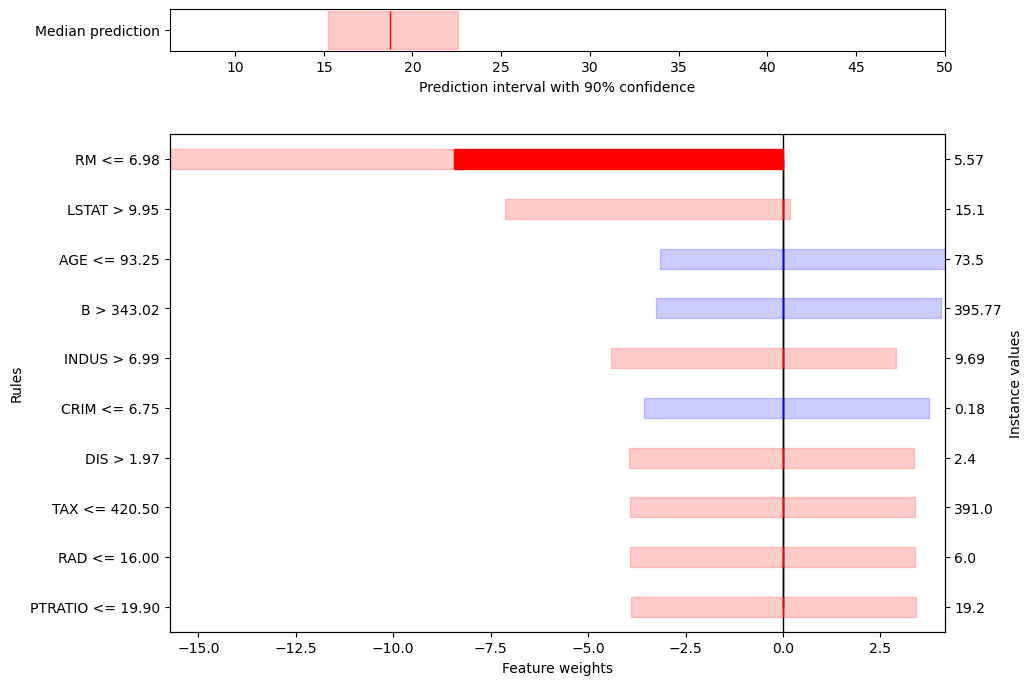 Median prediction
10 15 20 25 30 35 40 45 50
Prediction interval with 90% confidence
RM <= 6.98 5.57
LSTAT > 9.95 15.1
AGE <= 93.25 73.5
B > 343.02 395.77
INDUS > 6.99 9.69
CRIM <= 6.75 0.18
DIS > 1.97 2.4
TAX <= 420.50 391.0
RAD <= 16.00 6.0
PTRATIO <= 19.90 19.2
Rules
Instance values
−15.0 −12.5 −10.0 −7.5 −5.0 −2.5 0.0 2.5
Feature weights